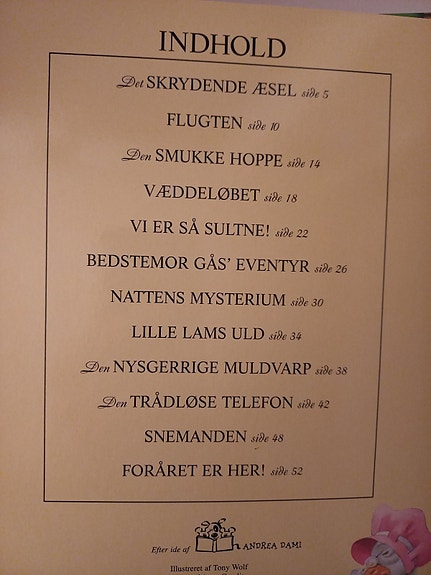 INDHOLD
Det SKRYDENDE ÆSEL side 5
FLUGTEN side 10
Den SMUKKE HOPPE side 14
VÆDDELØBET side 18
VI ER SÅ SULTNE! side 22
BEDSTEMOR GÅS' EVENTYR side 26
NATTENS MYSTERIUM side 30
LILLE LAMS ULD side 34
Den NYSGERRIGE MULDVARP side 38
Den TRÅDLØSE TELEFON side 42
SNEMANDEN side 48
FORÅRET ER HER! side 52
Efter ide af ANDREA DAMI
Illustreret af Tony Wolf